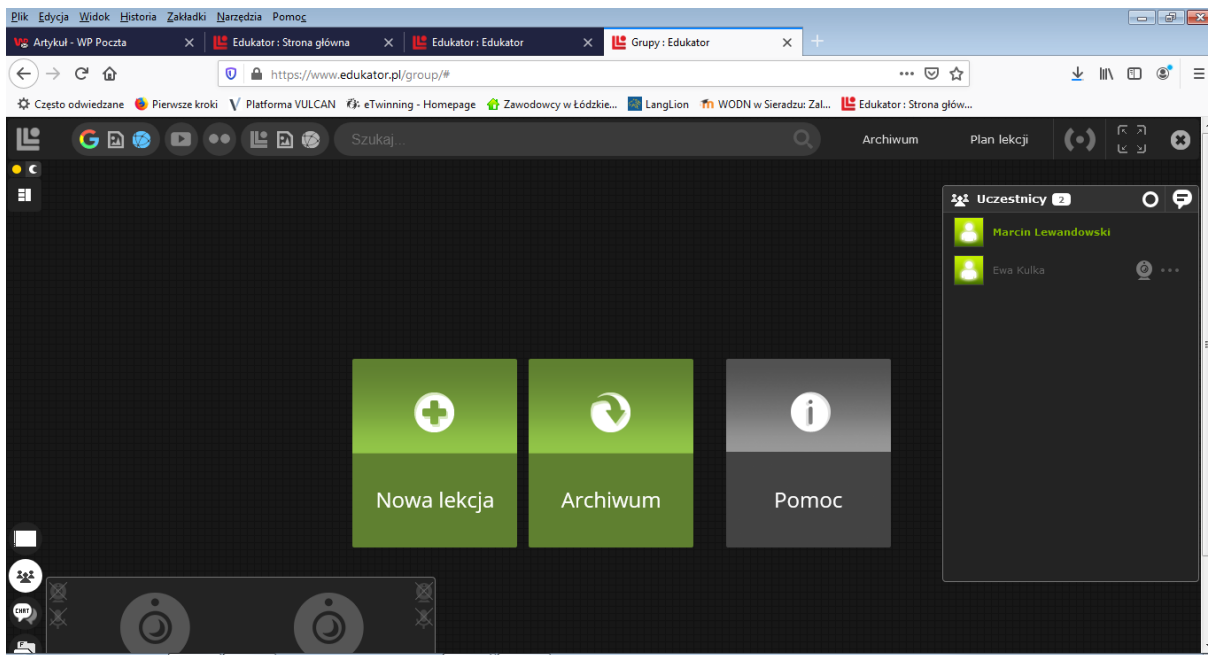 Plik Edycja Widok Historia Zakładki Narzędzia Pomoc
Artykuł - WP Poczta Edukator : Strona główna Edukator : Edukator Grupy : Edukator
https://www.edukator.pl/group/#
Często odwiedzane Pierwsze kroki Platforma VULCAN eTwinning - Homepage Zawodowcy w Łódzkie... LangLion WODN w Sieradzu: Zal... Edukator : Strona głów...
Szukaj... Archiwum Plan lekcji
Uczestnicy 2
Marcin Lewandowski
Ewa Kulka
Nowa lekcja Archiwum Pomoc
CHAT